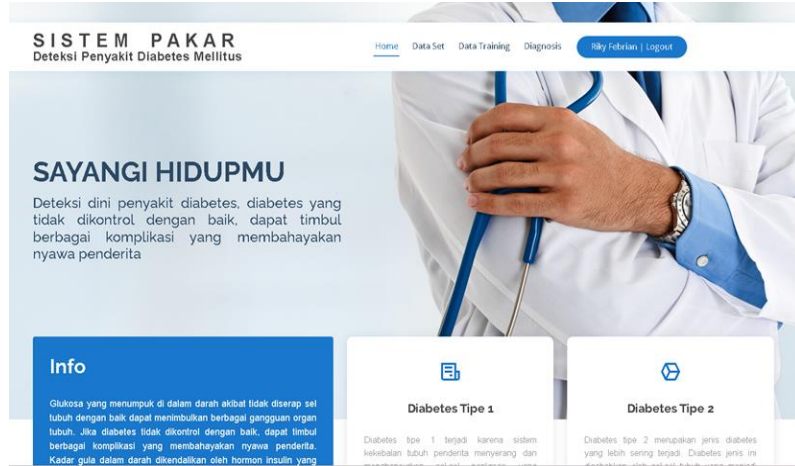 SISTEM PAKAR
Deteksi Penyakit Diabetes Mellitus
Home Data Set Data Training Diagnosis Riky Febrian | Logout
SAYANGI HIDUPMU
Deteksi dini penyakit diabetes, diabetes yang
tidak dikontrol dengan baik, dapat timbul
berbagai komplikasi yang membahayakan
nyawa penderita
Info
Glukosa yang menumpuk di dalam darah akibat tidak diserap sel
tubuh dengan baik dapat menimbulkan berbagai gangguan organ
tubuh. Jika diabetes tidak dikontrol dengan baik, dapat timbul
berbagai komplikasi yang membahayakan nyawa penderita.
Kadar gula dalam darah dikendalikan oleh hormon insulin yang
Diabetes Tipe 1
Diabetes tipe 1 terjadi karena sistem
kekebalan tubuh penderita menyerang dan
Diabetes Tipe 2
Diabetes tipe 2 merupakan jenis diabetes
yang lebih sering terjadi. Diabetes jenis ini